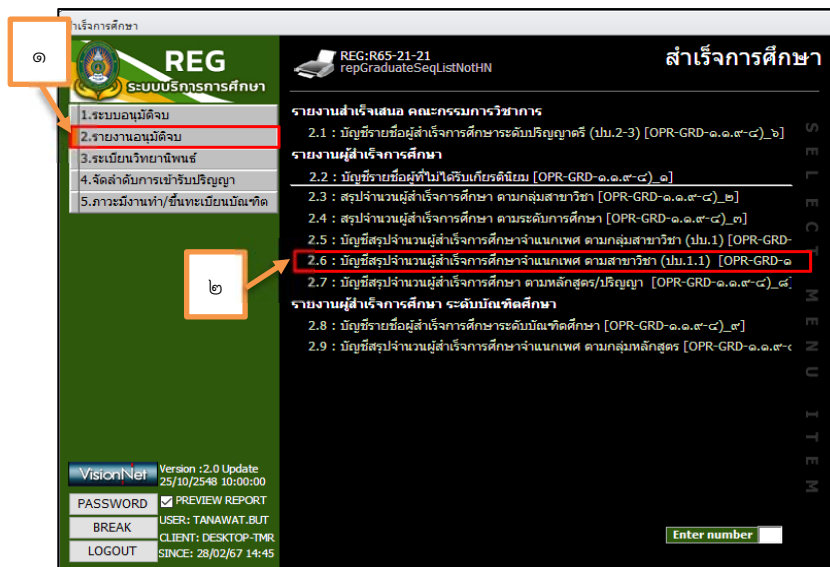 สำเร็จการศึกษา
๑
REG
ระบบบริการการศึกษา
REG:R65-21-21
repGraduateSeqListNotHN
สำเร็จการศึกษา
1.ระบบอนุมัติจบ
2.รายงานอนุมัติจบ
3.ระเบียนวิทยานิพนธ์
4.จัดลำดับการเข้ารับปริญญา
5.ภาวะมีงานทำ/ขึ้นทะเบียนบัณฑิต
รายงานสำเร็จเสนอ คณะกรรมการวิชาการ
2.1 : บัญชีรายชื่อผู้สำเร็จการศึกษาระดับปริญญาตรี (ปบ.2-3) [OPR-GRD-๑.๑.๙-๔)_๖]
รายงานผู้สำเร็จการศึกษา
2.2 : บัญชีรายชื่อผู้ที่ไม่ได้รับเกียรตินิยม [OPR-GRD-๑.๑.๙-๔)_๑]
2.3 : สรุปจำนวนผู้สำเร็จการศึกษา ตามกลุ่มสาขาวิชา [OPR-GRD-๑.๑.๙-๔)_๒]
2.4 : สรุปจำนวนผู้สำเร็จการศึกษา ตามระดับการศึกษา [OPR-GRD-๑.๑.๙-๔)_๓]
2.5 : บัญชีสรุปจำนวนผู้สำเร็จการศึกษาจำแนกเพศ ตามกลุ่มสาขาวิชา (ปบ.1) [OPR-GRD-
2.6 : บัญชีสรุปจำนวนผู้สำเร็จการศึกษาจำแนกเพศ ตามสาขาวิชา (ปบ.1.1) [OPR-GRD-๑
2.7 : บัญชีสรุปจำนวนผู้สำเร็จการศึกษา ตามหลักสูตร/ปริญญา [OPR-GRD-๑.๑.๙-๔)_๘]
รายงานผู้สำเร็จการศึกษา ระดับบัณฑิตศึกษา
2.8 : บัญชีรายชื่อผู้สำเร็จการศึกษาระดับบัณฑิตศึกษา [OPR-GRD-๑.๑.๙-๔)_๙]
2.9 : บัญชีสรุปจำนวนผู้สำเร็จการศึกษาจำแนกเพศ ตามกลุ่มหลักสูตร [OPR-GRD-๑.๑.๙-๔
๒
SELECT MENU ITEM
VisionNet
Version :2.0 Update
25/10/2548 10:00:00
PASSWORD
PREVIEW REPORT
BREAK
USER: TANAWAT.BUT
CLIENT: DESKTOP-TMR
LOGOUT
SINCE: 28/02/67 14:45
Enter number